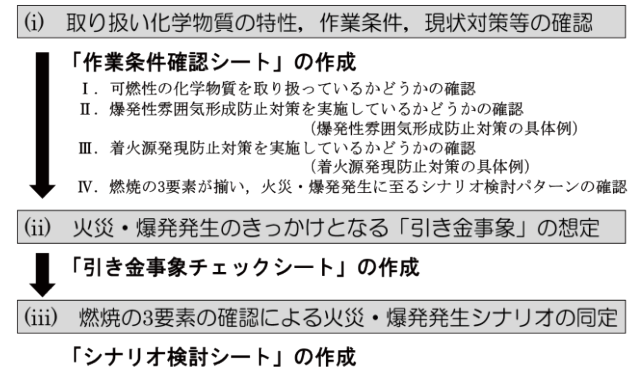 (i) 取り扱い化学物質の特性，作業条件，現状対策等の確認
「作業条件確認シート」の作成
Ⅰ．可燃性の化学物質を取り扱っているかどうかの確認
Ⅱ．爆発性雰囲気形成防止対策を実施しているかどうかの確認
（爆発性雰囲気形成防止対策の具体例）
Ⅲ．着火源発現防止対策を実施しているかどうかの確認
（着火源発現防止対策の具体例）
Ⅳ．燃焼の3要素が揃い，火災・爆発発生に至るシナリオ検討パターンの確認
(ii) 火災・爆発発生のきっかけとなる「引き金事象」の想定
「引き金事象チェックシート」の作成
(iii) 燃焼の3要素の確認による火災・爆発発生シナリオの同定
「シナリオ検討シート」の作成